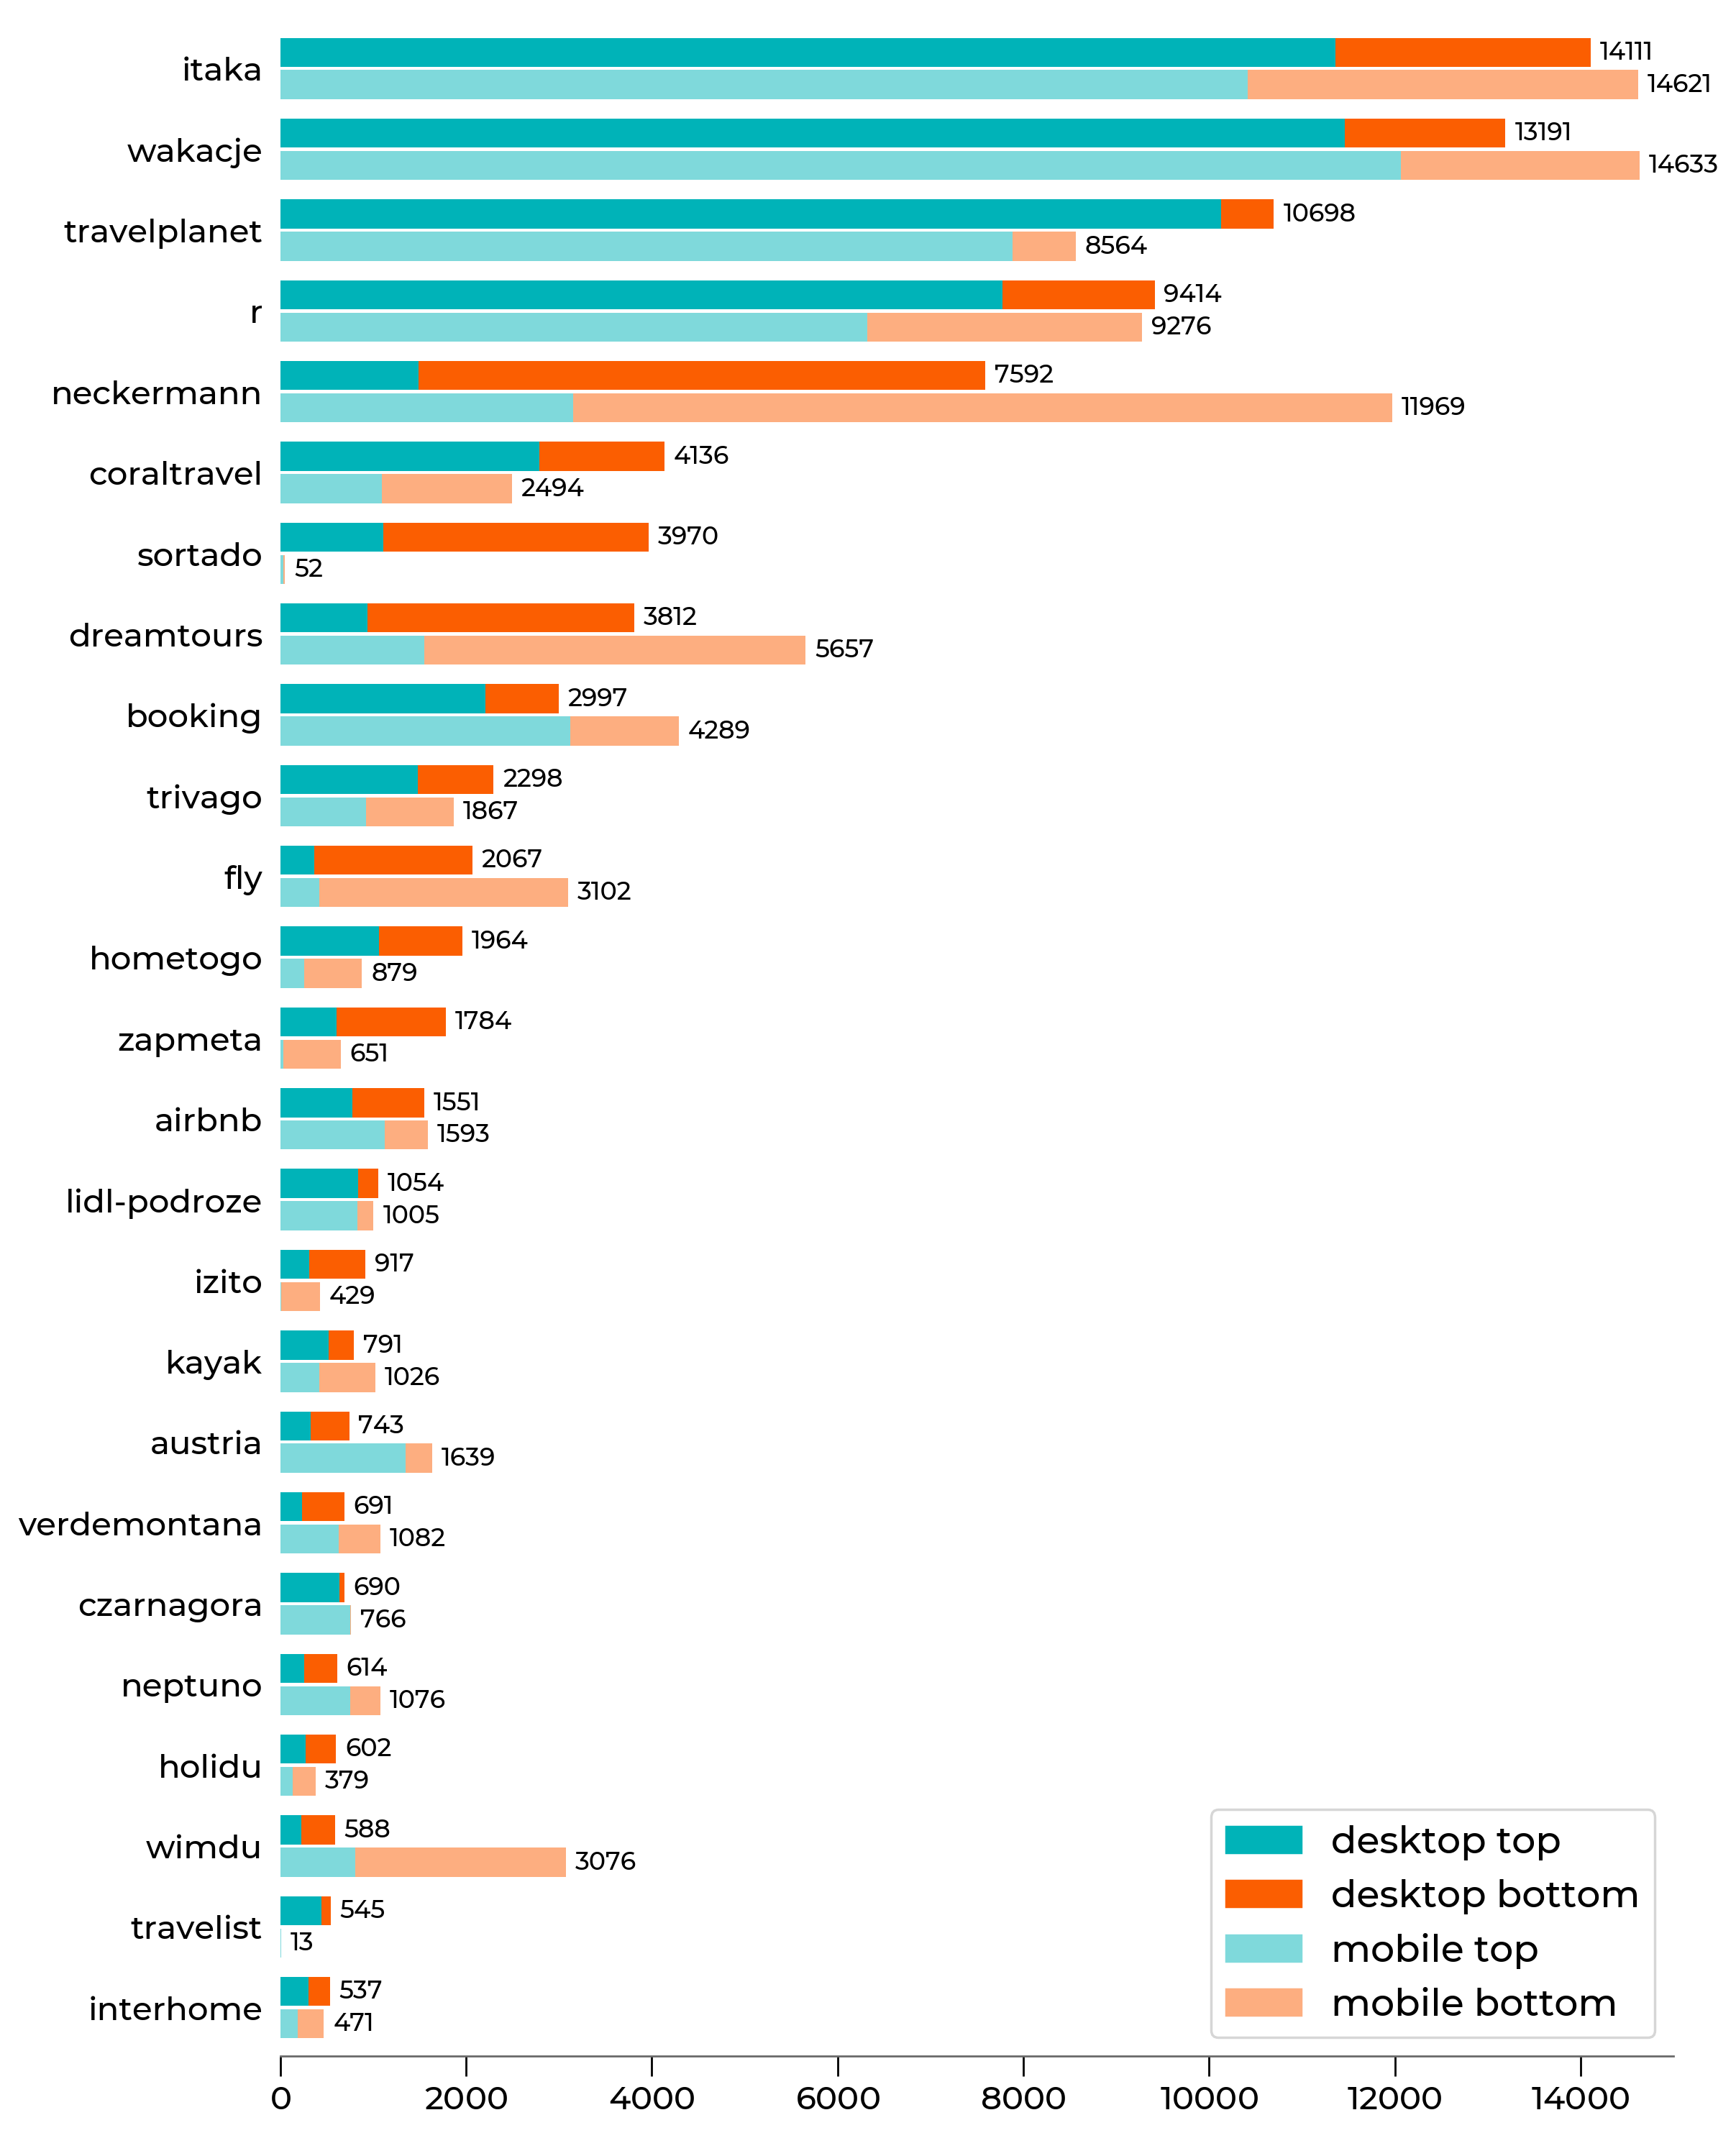 itaka
14111
14621
wakacje
13191
14633
travelplanet
10698
8564
r
9414
9276
neckermann
7592
11969
coraltravel
4136
2494
sortado
3970
52
dreamtours
3812
5657
booking
2997
4289
trivago
2298
1867
fly
2067
3102
hometogo
1964
879
zapmeta
1784
651
airbnb
1551
1593
lidl-podroze
1054
1005
izito
917
429
kayak
791
1026
austria
743
1639
verdemontana
691
1082
czarnagora
690
766
neptuno
614
1076
holidu
602
379
wimdu
588
3076
travelist
545
13
interhome
537
471
desktop top
desktop bottom
mobile top
mobile bottom
0 2000 4000 6000 8000 10000 12000 14000